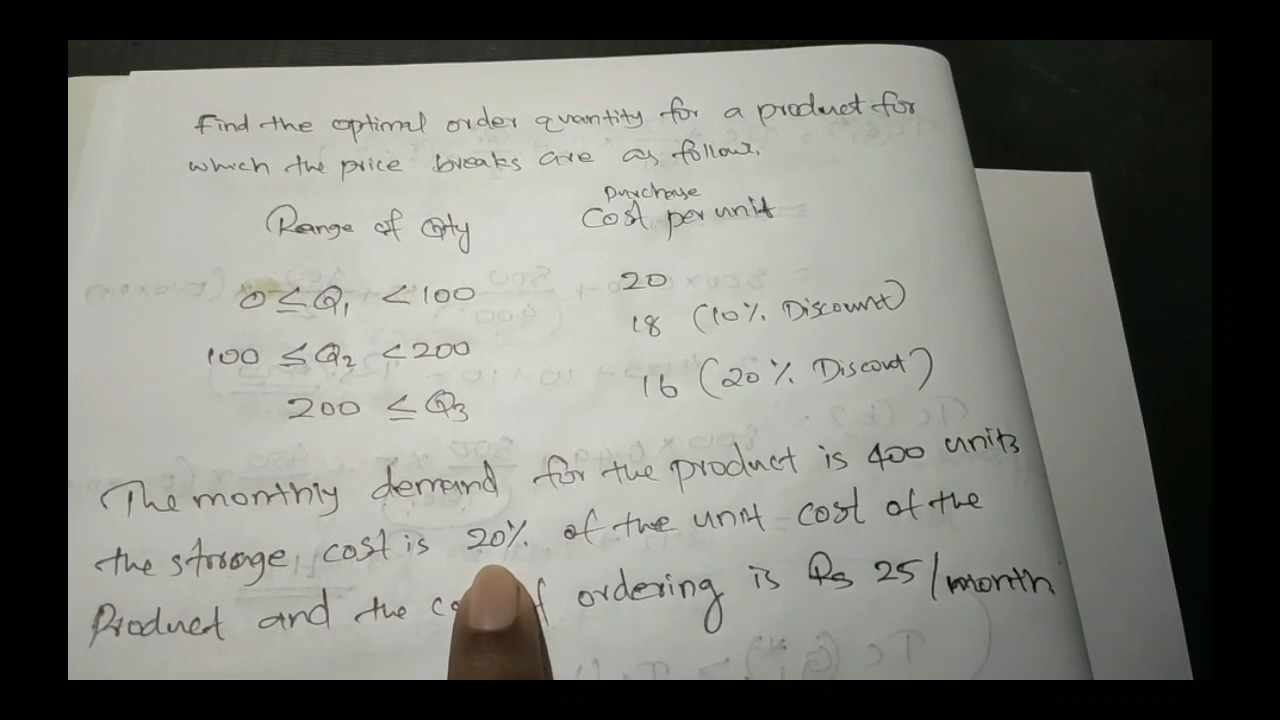 Find the optimal order quantity for a product for
which the price breaks are as follow.
Range of Qty
Purchase
Cost per unit
0 ≤ Q1 < 100 20
100 ≤ Q2 < 200 18 (10% Discount)
200 ≤ Q3 16 (20% Discout)
The monthly demand for the product is 400 units
the storage cost is 20% of the unit cost of the
Product and the of ordering is Rs 25/month